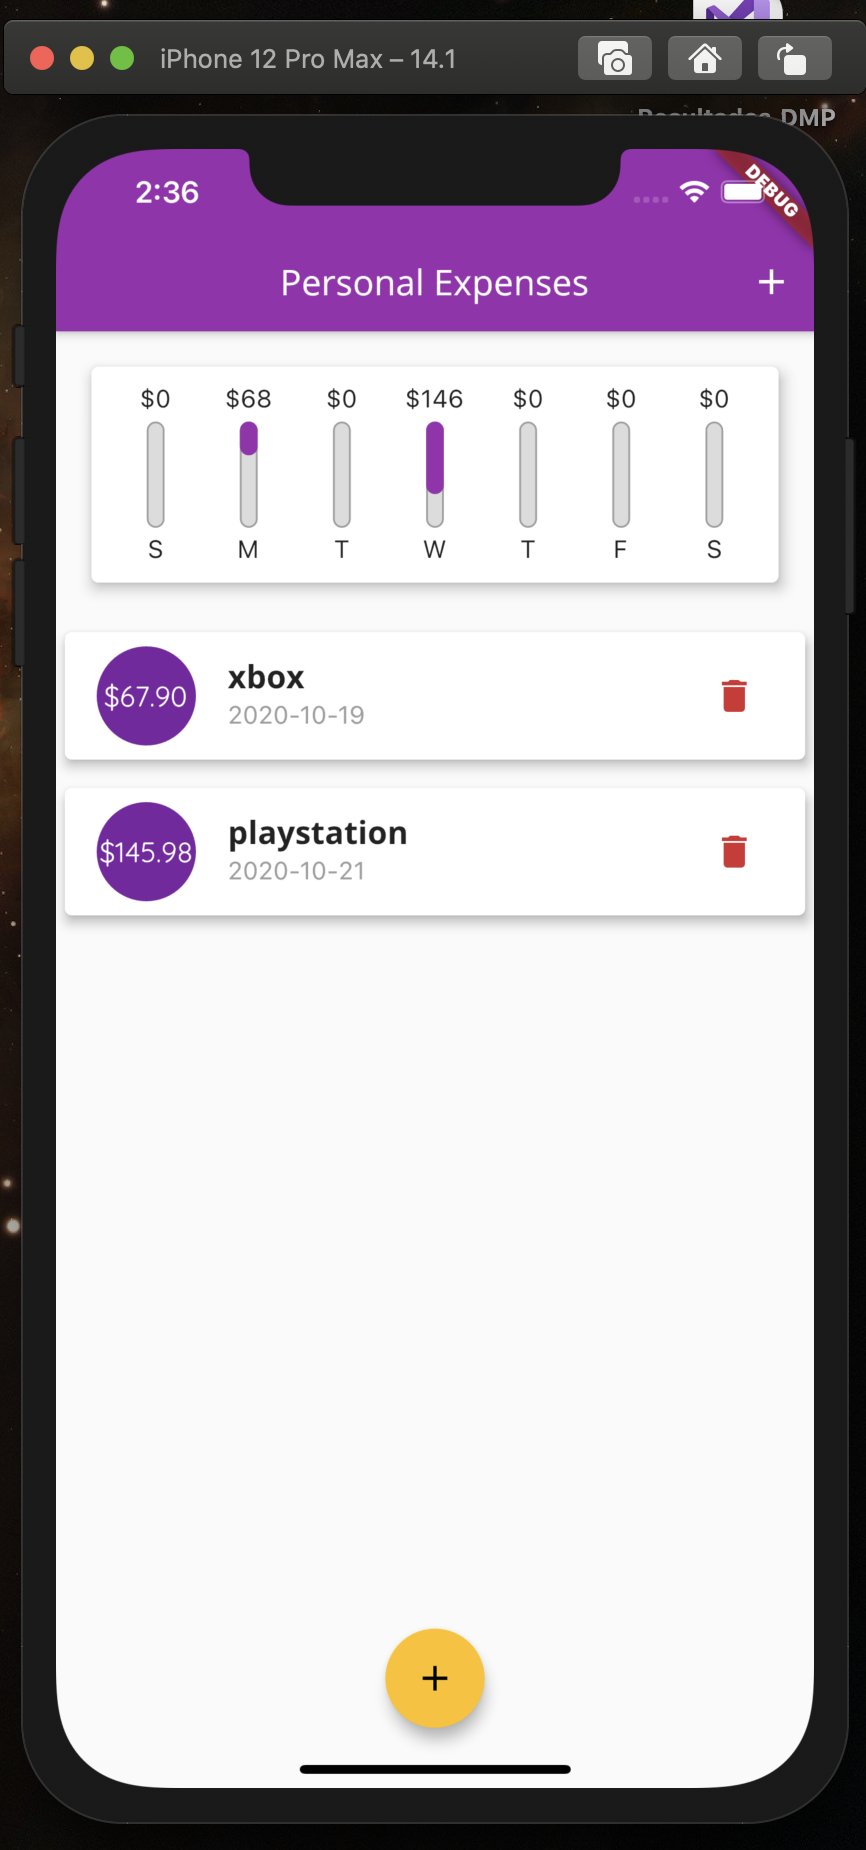 iPhone 12 Pro Max – 14.1
Resultados DMP
2:36
DEBUG
Personal Expenses
+
$0 $68 $0 $146 $0 $0 $0
S M T W T F S
$67.90
xbox
2020-10-19
$145.98
playstation
2020-10-21
+